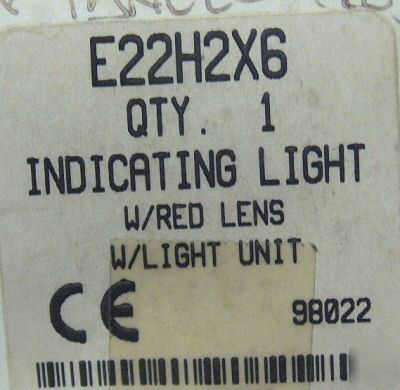 E22H2X6
QTY. 1
INDICATING LIGHT
W/RED LENS
W/LIGHT UNIT
CE 98022